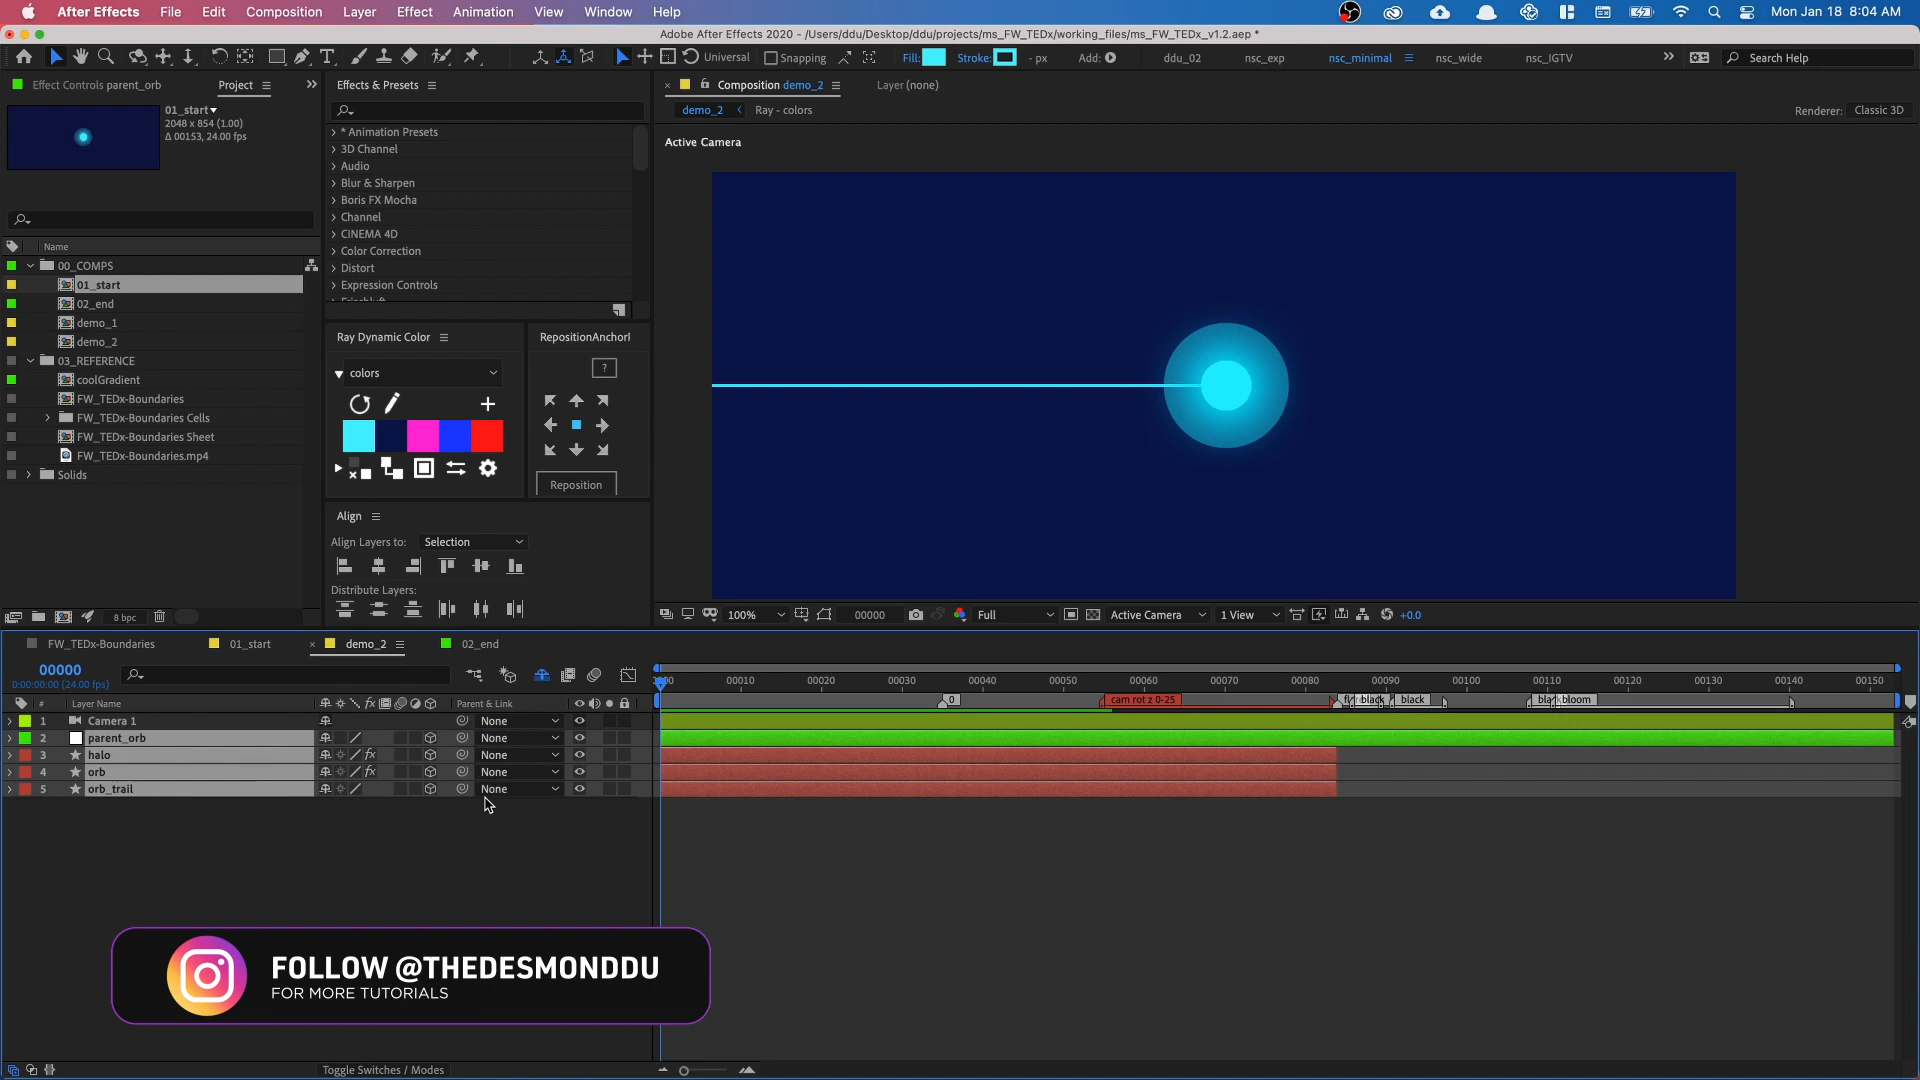 After Effects File Edit Composition Layer Effect Animation View Window Help Mon Jan 18 8:04 AM
Adobe After Effects 2020 - /Users/ddu/Desktop/ddu/projects/ms_FW_TEDx/working_files/ms_FW_TEDx_v1.2.aep *
Universal Snapping Fill: Stroke: - px Add: ddu_02 nsc_exp nsc_minimal nsc_wide nsc_IGTV Search Help
Effect Controls parent_orb Project
Effects & Presets
Composition demo_2 Layer (none)
01_start
2048 x 854 (1.00)
Δ 00153, 24.00 fps
demo_2 Ray - colors Renderer: Classic 3D
Active Camera
* Animation Presets
3D Channel
Audio
Blur & Sharpen
Boris FX Mocha
Channel
CINEMA 4D
Color Correction
Distort
Expression Controls
Name
00_COMPS
01_start
02_end
demo_1
demo_2
03_REFERENCE
coolGradient
FW_TEDx-Boundaries
FW_TEDx-Boundaries Cells
FW_TEDx-Boundaries Sheet
FW_TEDx-Boundaries.mp4
Solids
Ray Dynamic Color
colors
RepositionAnchorI
?
Reposition
Align
Align Layers to: Selection
Distribute Layers:
8 bpc
100% 00000 Full Active Camera 1 View +0.0
FW_TEDx-Boundaries 01_start demo_2 02_end
00000
0:00:00:00 (24.00 fps)
00010 00020 00030 00040 00050 00060 00070 00080 00090 00100 00110 00120 00130 00140 00150
# Layer Name Parent & Link
0 cam rot z 0-25 black black bloom
1 Camera 1 None
2 parent_orb None
3 halo fx None
4 orb fx None
5 orb_trail None
FOLLOW @THEDESMONDDU
FOR MORE TUTORIALS
Toggle Switches / Modes